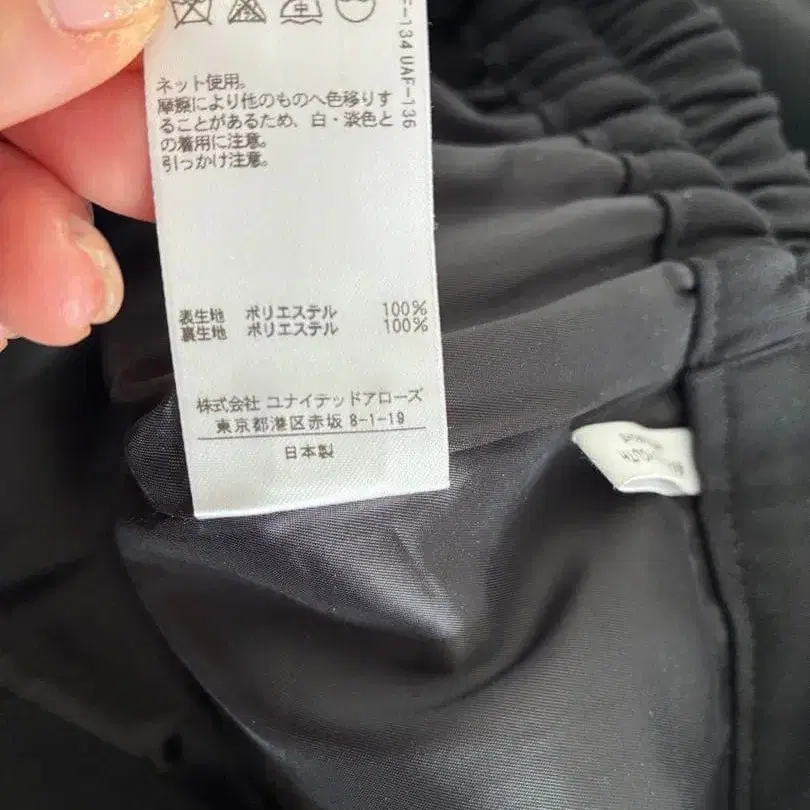 F-134 UAF-136
ネット使用。
摩擦により他のものへ色移りす
ることがあるため、白・淡色と
の着用に注意。
引っかけ注意。
表生地 ポリエステル 100%
裏生地 ポリエステル 100%
株式会社 ユナイテッドアローズ
東京都港区赤坂 8-1-19
日本製